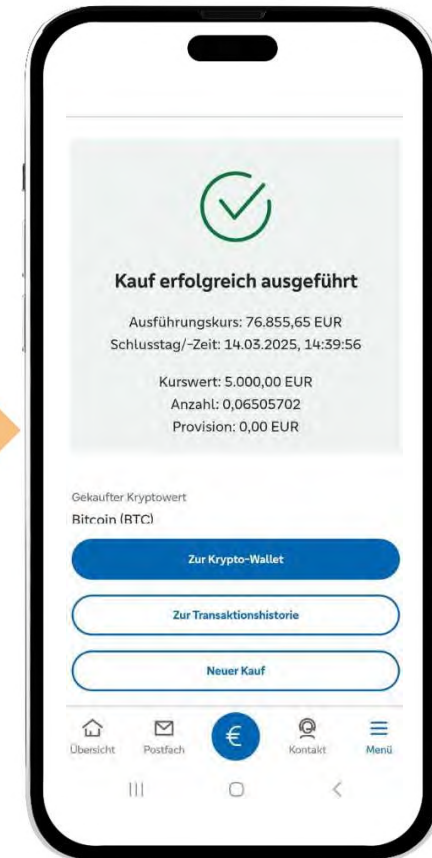 Kauf erfolgreich ausgeführt
Ausführungskurs: 76.855,65 EUR
Schlusstag/-Zeit: 14.03.2025, 14:39:56
Kurswert: 5.000,00 EUR
Anzahl: 0,06505702
Provision: 0,00 EUR
Gekaufter Kryptowert
Bitcoin (BTC)
Zur Krypto-Wallet
Zur Transaktionshistorie
Neuer Kauf
€
Übersicht Postfach Kontakt Menü